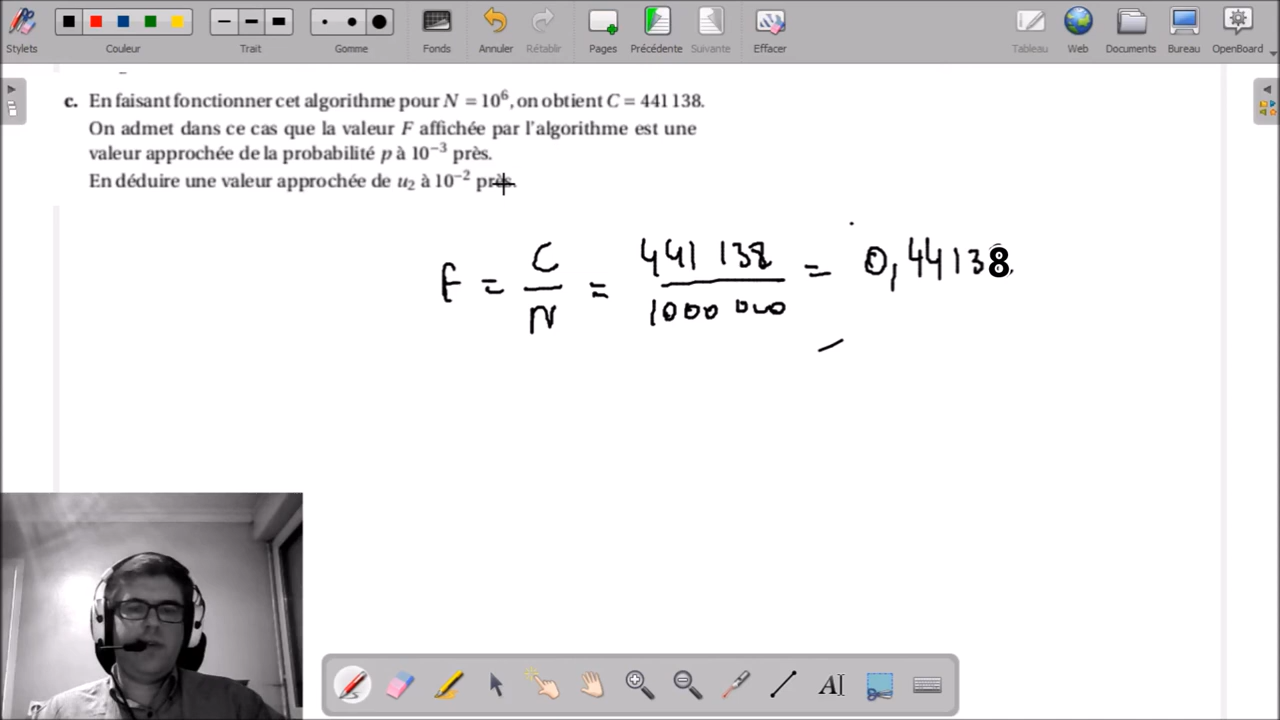 Stylets Couleur Trait Gomme Fonds Annuler Rétablir Pages Précédente Suivante Effacer Tableau Web Documents Bureau OpenBoard
c. En faisant fonctionner cet algorithme pour N = 10⁶, on obtient C = 441 138.
On admet dans ce cas que la valeur F affichée par l'algorithme est une
valeur approchée de la probabilité p à 10⁻³ près.
En déduire une valeur approchée de u₂ à 10⁻² près.
F = C/N = 441 138/1000 000 = 0,44138